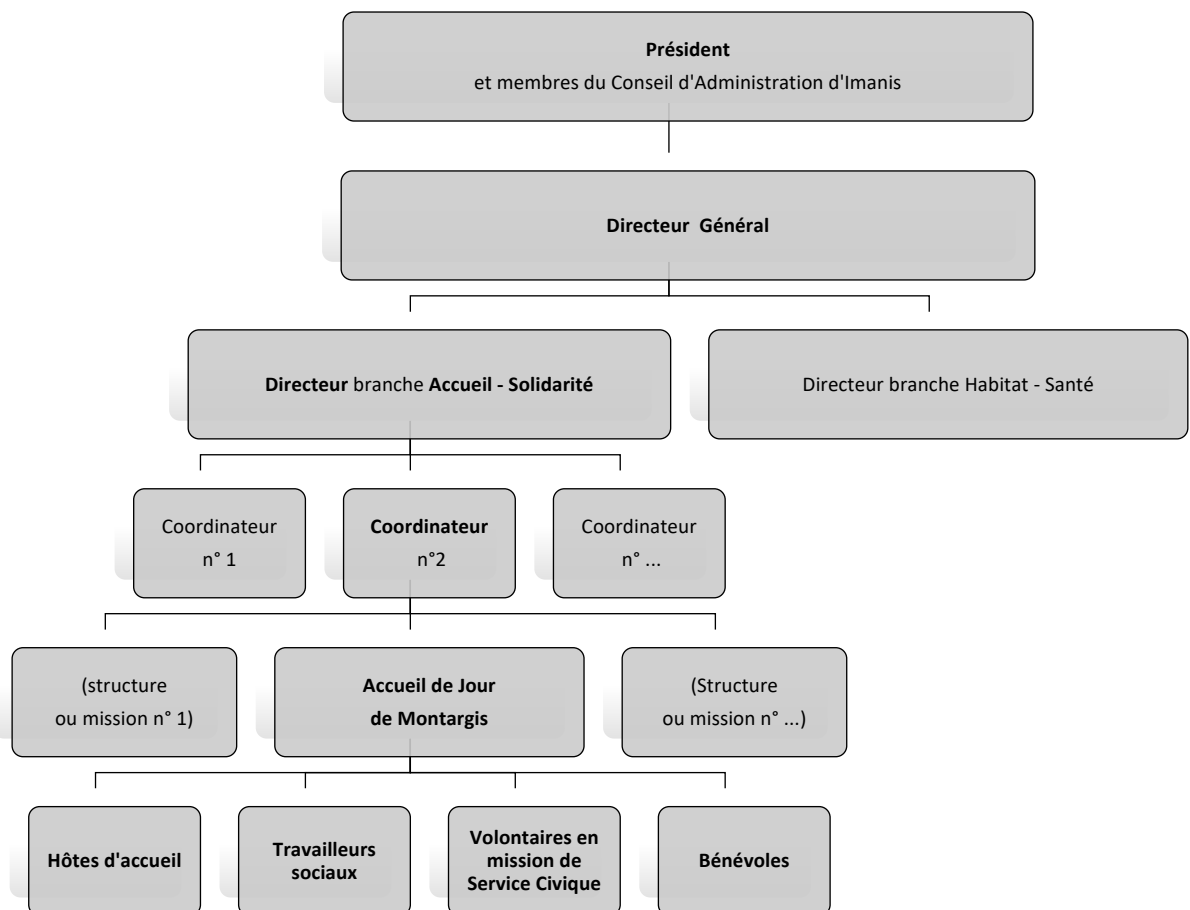 Président
et membres du Conseil d'Administration d'Imanis
Directeur Général
Directeur branche Accueil - Solidarité
Directeur branche Habitat - Santé
Coordinateur
n° 1
Coordinateur
n°2
Coordinateur
n° ...
(structure
ou mission n° 1)
Accueil de Jour
de Montargis
(Structure
ou mission n° ...)
Hôtes d'accueil
Travailleurs
sociaux
Volontaires en
mission de
Service Civique
Bénévoles